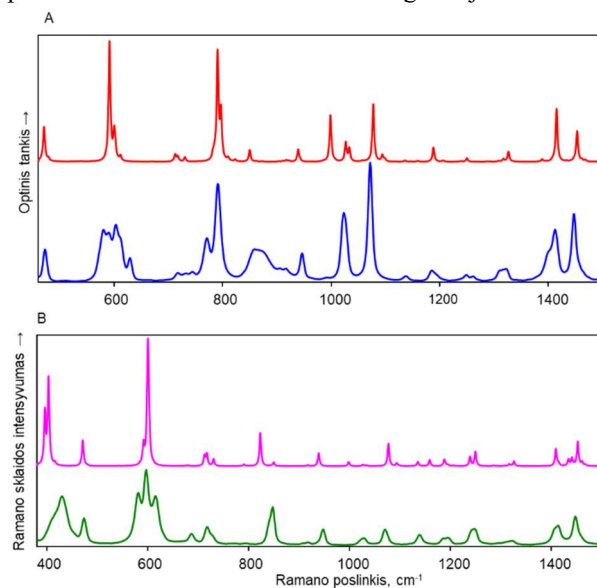 A
Optinis tankis →
600 800 1000 1200 1400
B
Ramano sklaidos intensyvumas →
400 600 800 1000 1200 1400
Ramano poslinkis, cm⁻¹